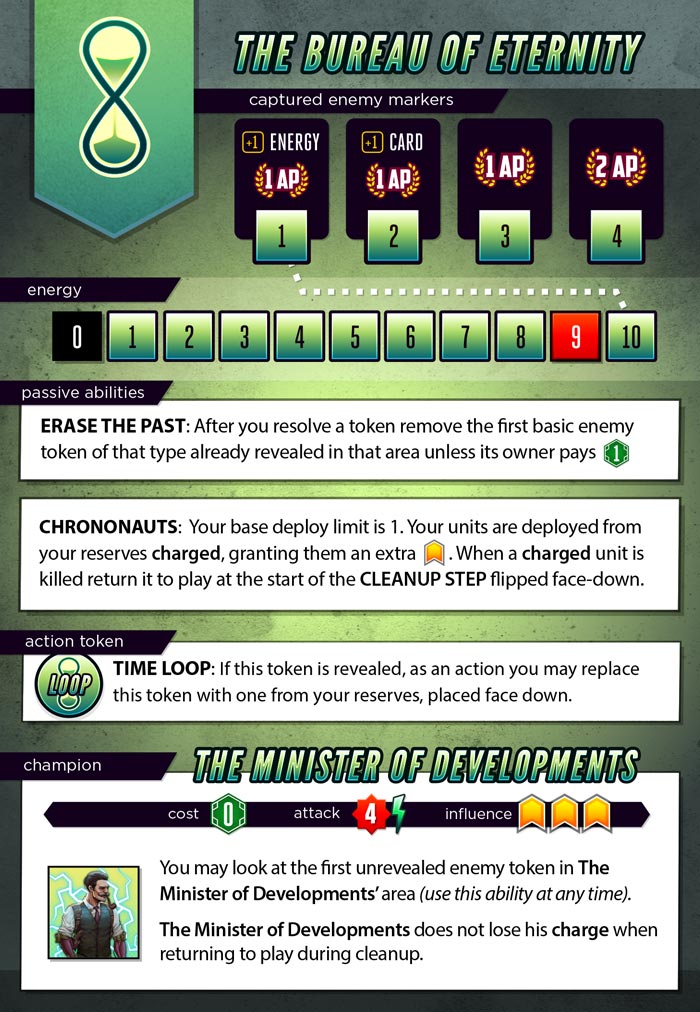 THE BUREAU OF ETERNITY
captured enemy markers
+1 ENERGY
1 AP
1
+1 CARD
1 AP
2
1 AP
3
2 AP
4
energy
0 1 2 3 4 5 6 7 8 9 10
passive abilities
ERASE THE PAST: After you resolve a token remove the first basic enemy
token of that type already revealed in that area unless its owner pays 1
CHRONONAUTS: Your base deploy limit is 1. Your units are deployed from
your reserves charged, granting them an extra . When a charged unit is
killed return it to play at the start of the CLEANUP STEP flipped face-down.
action token
LOOP
TIME LOOP: If this token is revealed, as an action you may replace
this token with one from your reserves, placed face down.
champion
THE MINISTER OF DEVELOPMENTS
cost 0 attack 4 influence
You may look at the first unrevealed enemy token in The
Minister of Developments' area (use this ability at any time).
The Minister of Developments does not lose his charge when
returning to play during cleanup.